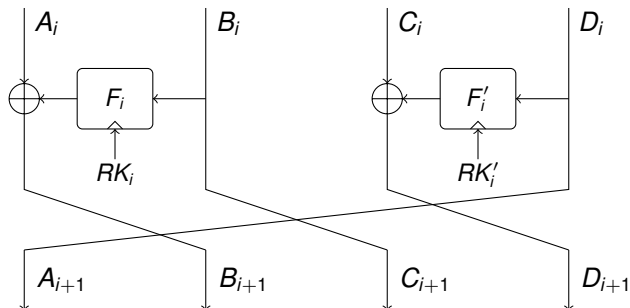 A_i B_i C_i D_i
F_i F'_i
RK_i RK'_i
A_{i+1} B_{i+1} C_{i+1} D_{i+1}